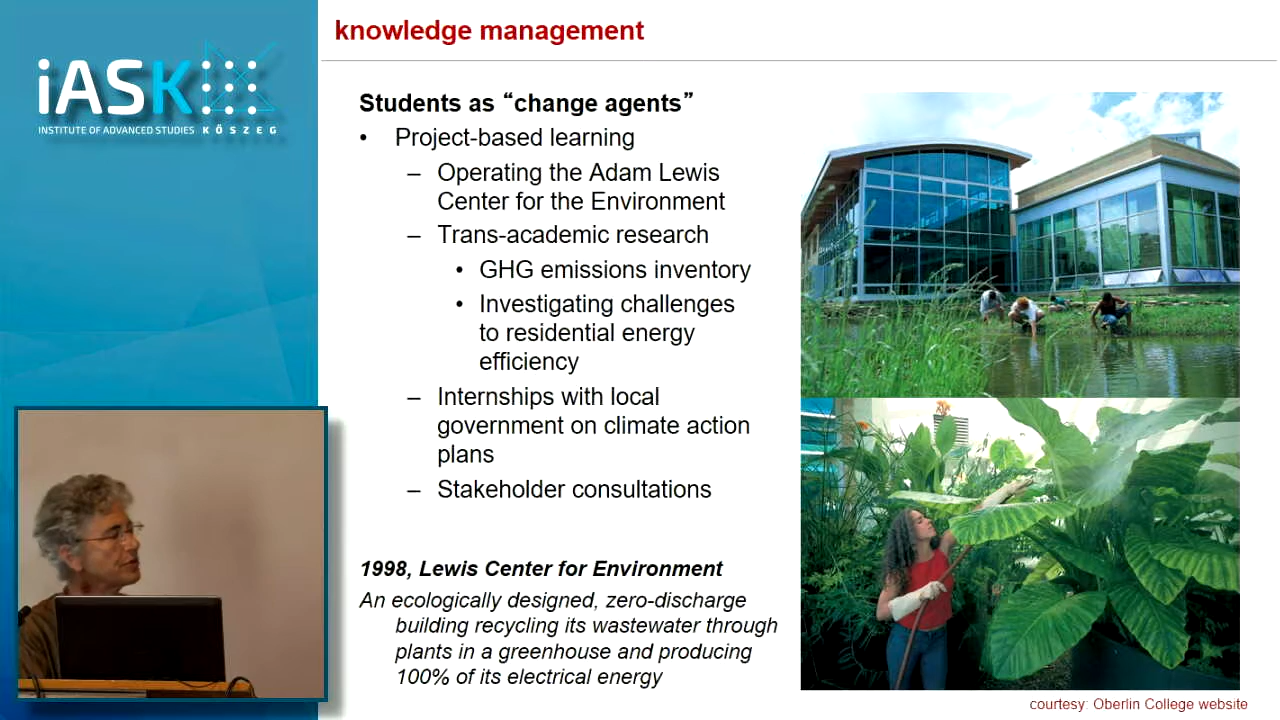 iASK
INSTITUTE OF ADVANCED STUDIES KŐSZEG
knowledge management
Students as “change agents”
• Project-based learning
– Operating the Adam Lewis
Center for the Environment
– Trans-academic research
• GHG emissions inventory
• Investigating challenges
to residential energy
efficiency
– Internships with local
government on climate action
plans
– Stakeholder consultations
1998, Lewis Center for Environment
An ecologically designed, zero-discharge
building recycling its wastewater through
plants in a greenhouse and producing
100% of its electrical energy
courtesy: Oberlin College website